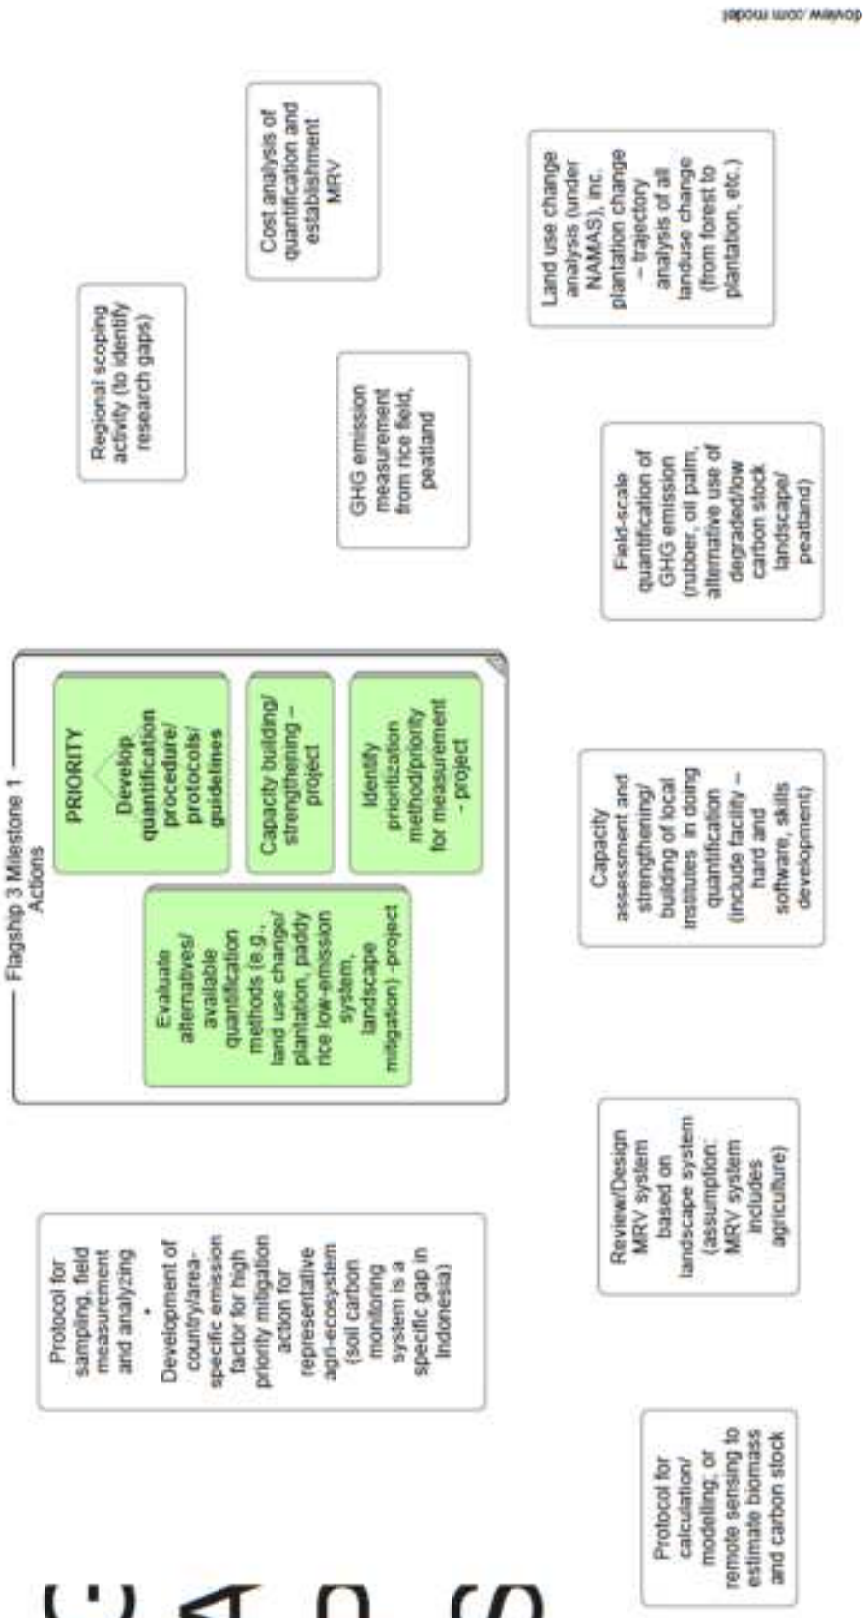 G
A
P
S
Protocol for
sampling, field
measurement
and analyzing
•
Development of
country/area-
specific emission
factor for high
priority mitigation
action for
representative
agri-ecosystem
(soil carbon
monitoring
system is a
specific gap in
Indonesia)
Flagship 3 Milestone 1
Actions
Evaluate
alternatives/
available
quantification
methods (e.g.,
land use change/
plantation, paddy
rice low-emission
system,
landscape
mitigation) -project
PRIORITY
Develop
quantification
procedure/
protocols/
guidelines
Capacity building/
strengthening –
project
Identify
prioritization
method/priority
for measurement
- project
Regional scoping
activity (to identify
research gaps)
Cost analysis of
quantification and
establishment
MRV
GHG emission
measurement
from rice field,
peatland
Protocol for
calculation/
modelling; or
remote sensing to
estimate biomass
and carbon stock
Review/Design
MRV system
based on
landscape system
(assumption:
MRV system
includes
agriculture)
Capacity
assessment and
strengthening/
building of local
institutes in doing
quantification
(include facility –
hard and
software, skills
development)
Field-scale
quantification of
GHG emission
(rubber, oil palm,
alternative use of
degraded/low
carbon stock
landscape/
peatland)
Land use change
analysis (under
NAMAS), inc.
plantation change
– trajectory
analysis of all
landuse change
(from forest to
plantation, etc.)
doview.com model